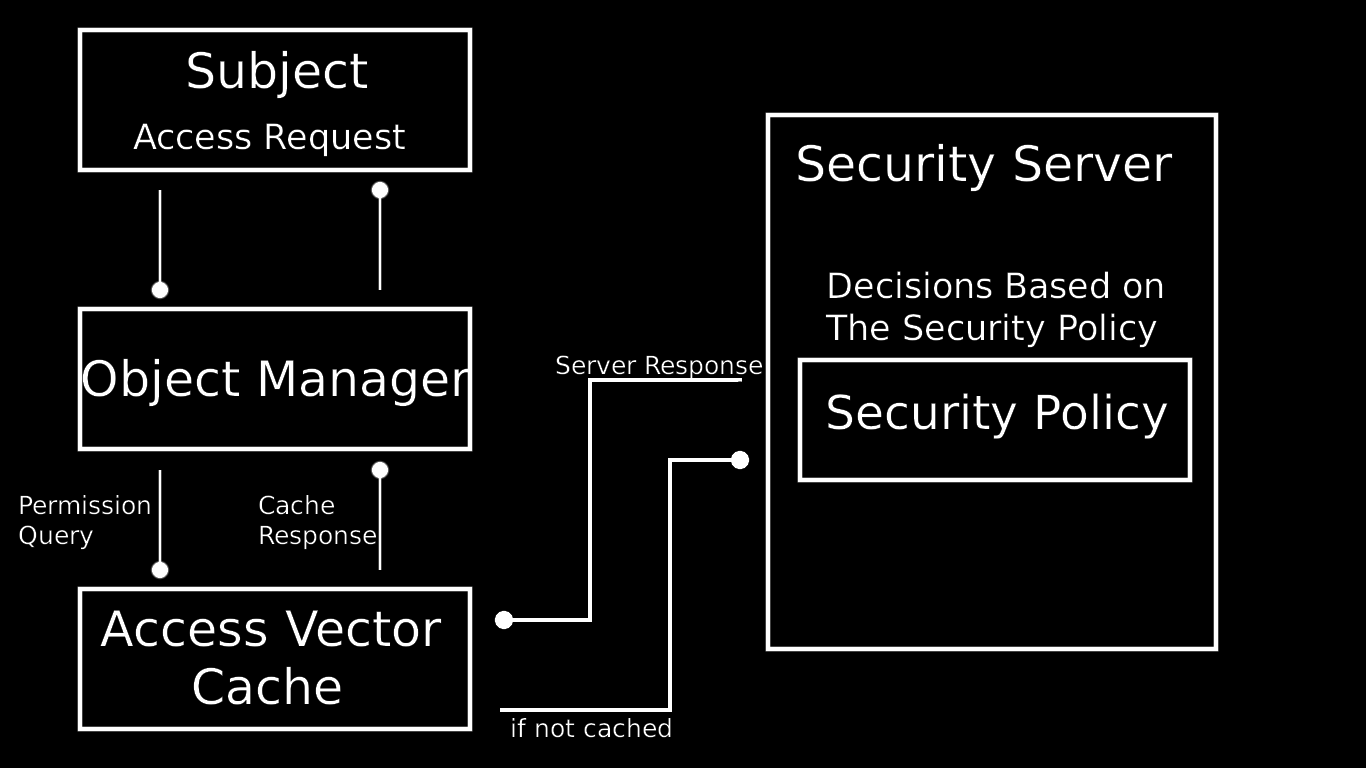 Subject
Access Request
Object Manager
Permission
Query
Cache
Response
Access Vector
Cache
Server Response
if not cached
Security Server
Decisions Based on
The Security Policy
Security Policy